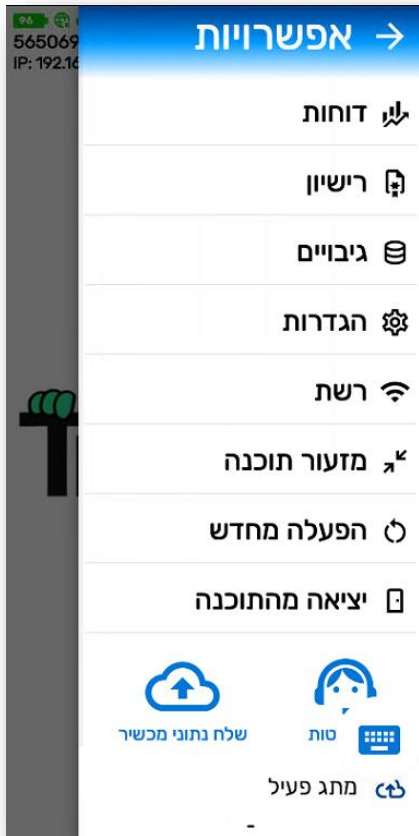 96
565069
IP: 192.16
אפשרויות
דוחות
רישיון
גיבויים
הגדרות
רשת
מזעור תוכנה
הפעלה מחדש
יציאה מהתוכנה
טות
שלח נתוני מכשיר
מתג פעיל